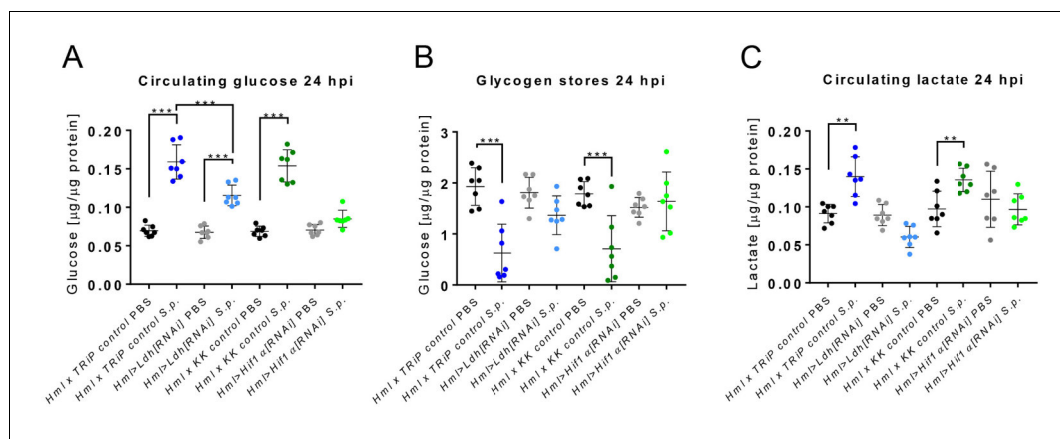 A
Circulating glucose 24 hpi
Glucose [µg/µg protein]
0.20
0.15
0.10
0.05
0.00
***
***
***
***
Hml x TRiP control PBS
Hml x TRiP control S.p.
Hml>Ldh[RNAi] PBS
Hml>Ldh[RNAi] S.p.
Hml x KK control PBS
Hml x KK control S.p.
Hml>Hif1 α[RNAi] PBS
Hml>Hif1 α[RNAi] S.p.
B
Glycogen stores 24 hpi
Glucose [µg/µg protein]
3
2
1
0
***
***
Hml x TRiP control PBS
Hml x TRiP control S.p.
Hml>Ldh[RNAi] PBS
Hml>Ldh[RNAi] S.p.
Hml x KK control PBS
Hml x KK control S.p.
Hml>Hif1 α[RNAi] PBS
Hml>Hif1 α[RNAi] S.p.
C
Circulating lactate 24 hpi
Lactate [µg/µg protein]
0.20
0.15
0.10
0.05
0.00
**
**
Hml x TRiP control PBS
Hml x TRiP control S.p.
Hml>Ldh[RNAi] PBS
Hml>Ldh[RNAi] S.p.
Hml x KK control PBS
Hml x KK control S.p.
Hml>Hif1 α[RNAi] PBS
Hml>Hif1 α[RNAi] S.p.